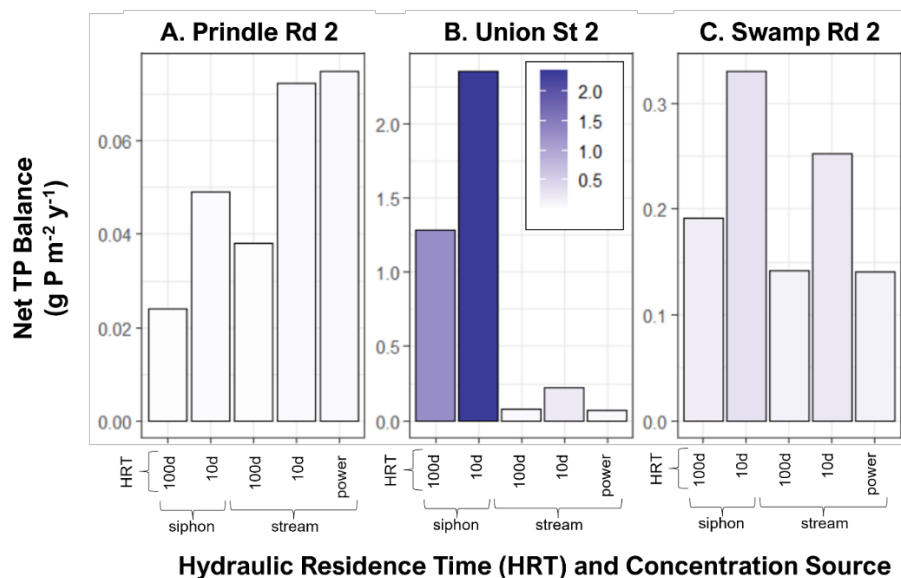 A. Prindle Rd 2
B. Union St 2
C. Swamp Rd 2
Net TP Balance
(g P m-2 y-1)
0.06
0.04
0.02
0.00
2.0
1.5
1.0
0.5
0.0
2.0
1.5
1.0
0.5
0.3
0.2
0.1
0.0
HRT
100d
10d
100d
10d
power
siphon
stream
HRT
100d
10d
100d
10d
power
siphon
stream
HRT
100d
10d
100d
10d
power
siphon
stream
Hydraulic Residence Time (HRT) and Concentration Source